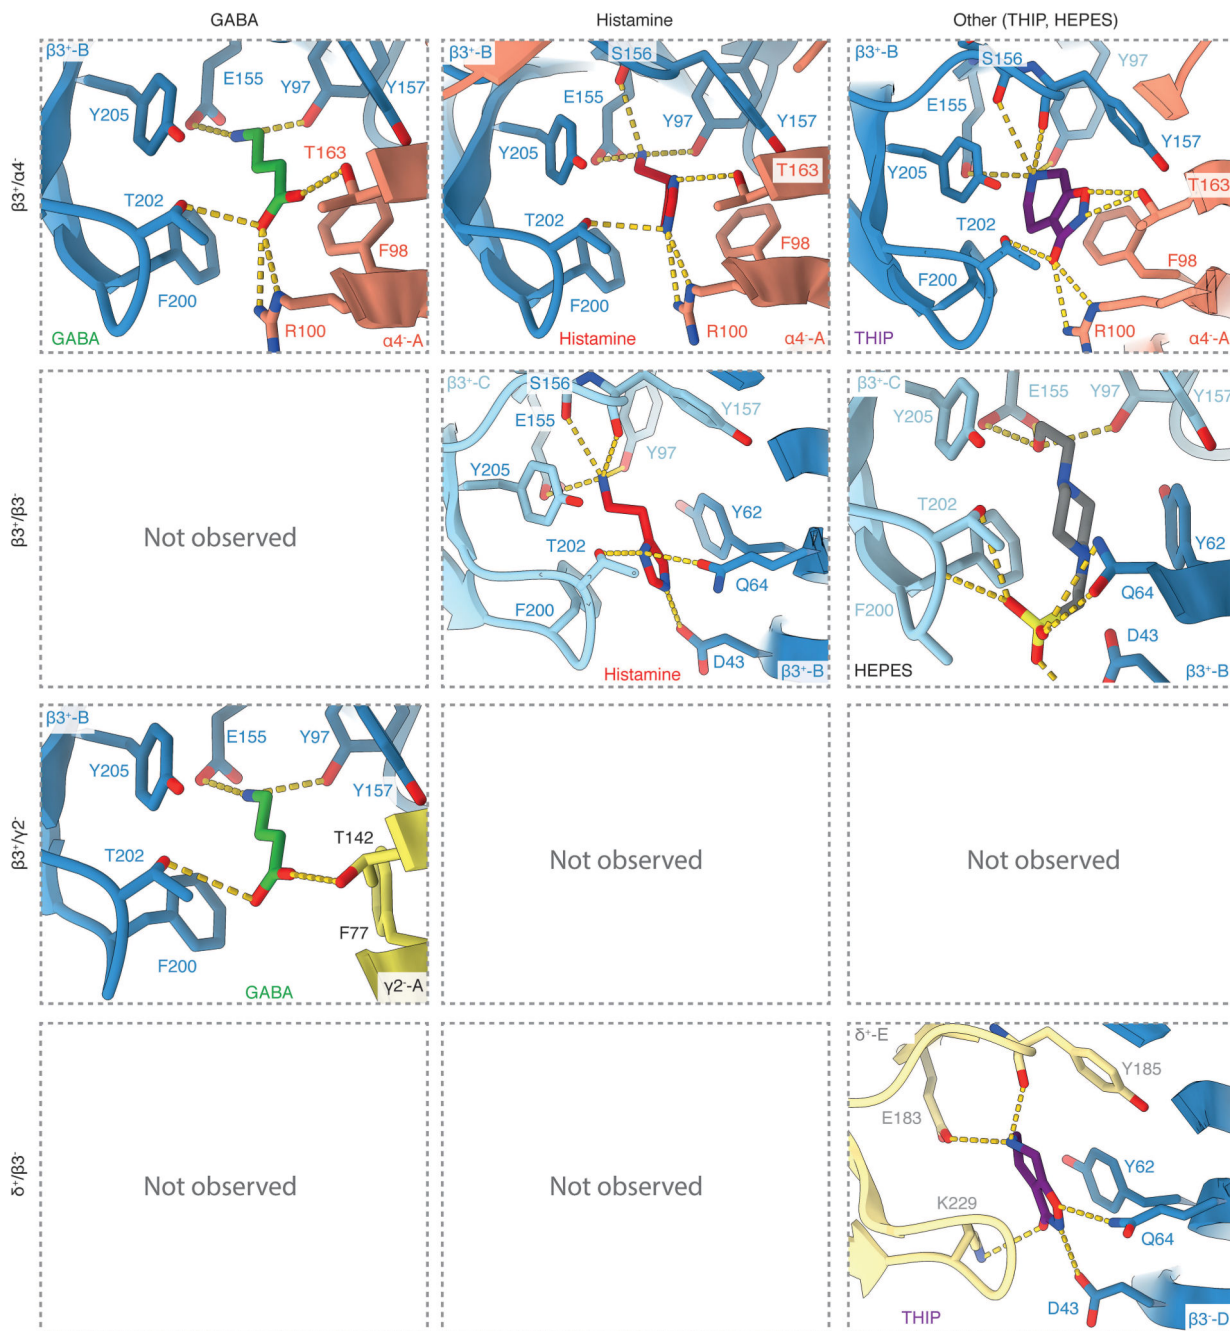 GABA
Histamine
Other (THIP, HEPES)
β3⁺/α4⁻
β3⁺-B
E155
Y97
Y157
Y205
T163
T202
F98
F200
R100
GABA
α4⁻-A
β3⁺-B
S156
E155
Y97
Y157
Y205
T163
T202
F98
F200
R100
Histamine
α4⁻-A
β3⁺-B
S156
Y97
E155
Y157
Y205
T163
T202
F98
F200
R100
THIP
α4⁻-A
β3⁺/β3⁻
Not observed
β3⁺-C
S156
E155
Y157
Y97
Y205
Y62
T202
Q64
F200
D43
Histamine
β3⁺-B
β3⁺-C
E155
Y97
Y157
Y205
T202
Y62
Q64
F200
D43
HEPES
β3⁺-B
β3⁺/γ2⁻
β3⁺-B
E155
Y97
Y205
Y157
T142
T202
F77
F200
GABA
γ2⁻-A
Not observed
Not observed
δ⁺/β3⁻
Not observed
Not observed
δ⁺-E
Y185
E183
Y62
K229
Q64
D43
THIP
β3⁻-D